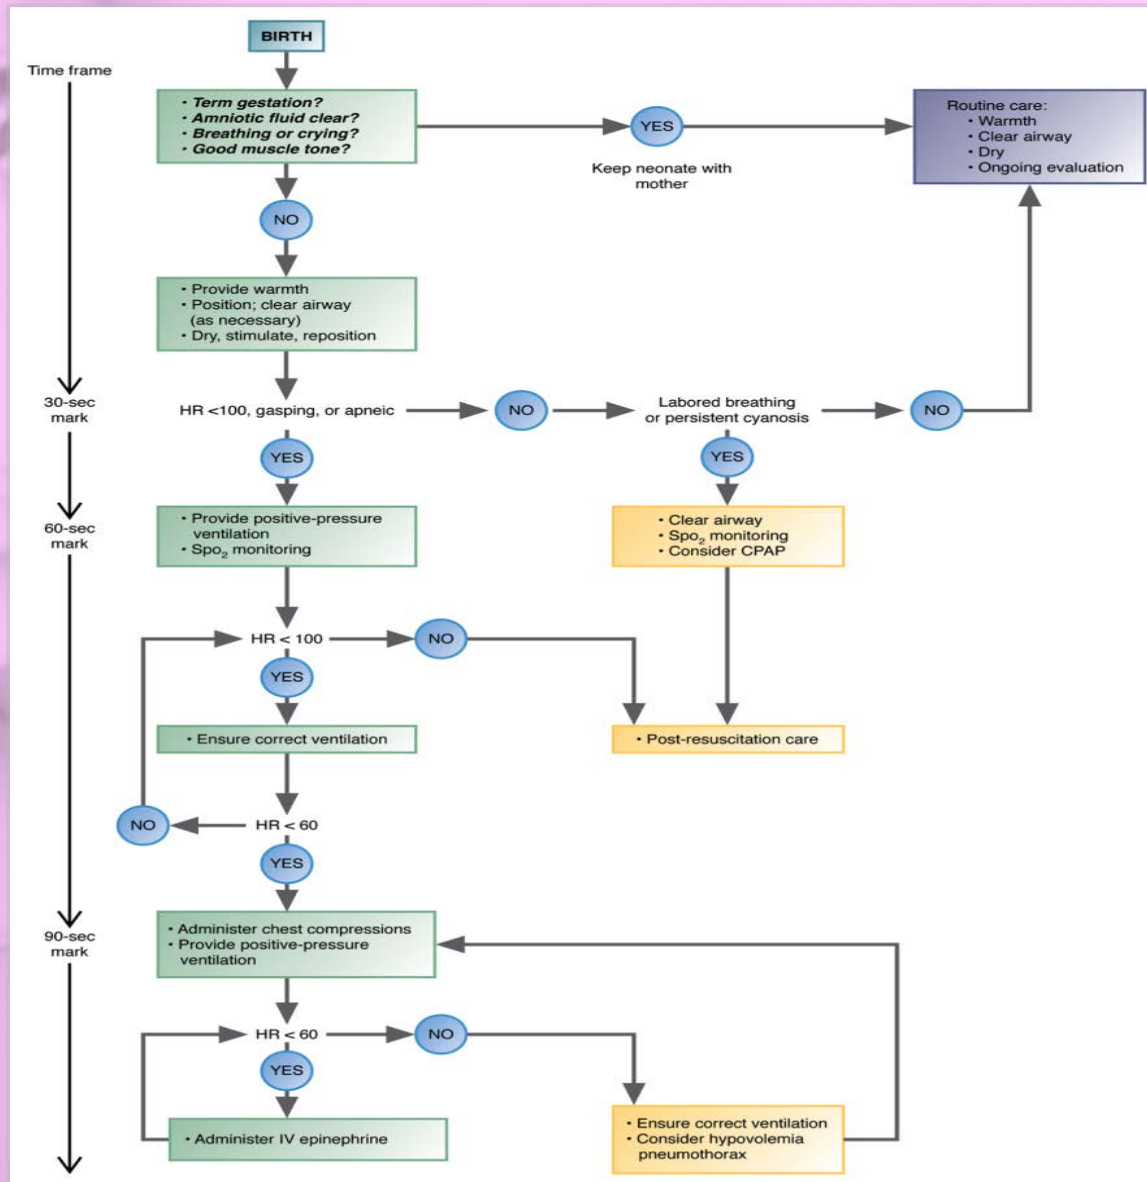 BIRTH
Time frame
• Term gestation?
• Amniotic fluid clear?
• Breathing or crying?
• Good muscle tone?
YES
Keep neonate with
mother
Routine care:
• Warmth
• Clear airway
• Dry
• Ongoing evaluation
NO
• Provide warmth
• Position; clear airway
(as necessary)
• Dry, stimulate, reposition
30-sec
mark
HR <100, gasping, or apneic
NO
Labored breathing
or persistent cyanosis
NO
YES
YES
60-sec
mark
• Provide positive-pressure
ventilation
• Spo₂ monitoring
• Clear airway
• Spo₂ monitoring
• Consider CPAP
HR < 100
NO
YES
• Ensure correct ventilation
• Post-resuscitation care
NO
HR < 60
YES
90-sec
mark
• Administer chest compressions
• Provide positive-pressure
ventilation
HR < 60
NO
YES
• Administer IV epinephrine
• Ensure correct ventilation
• Consider hypovolemia
pneumothorax